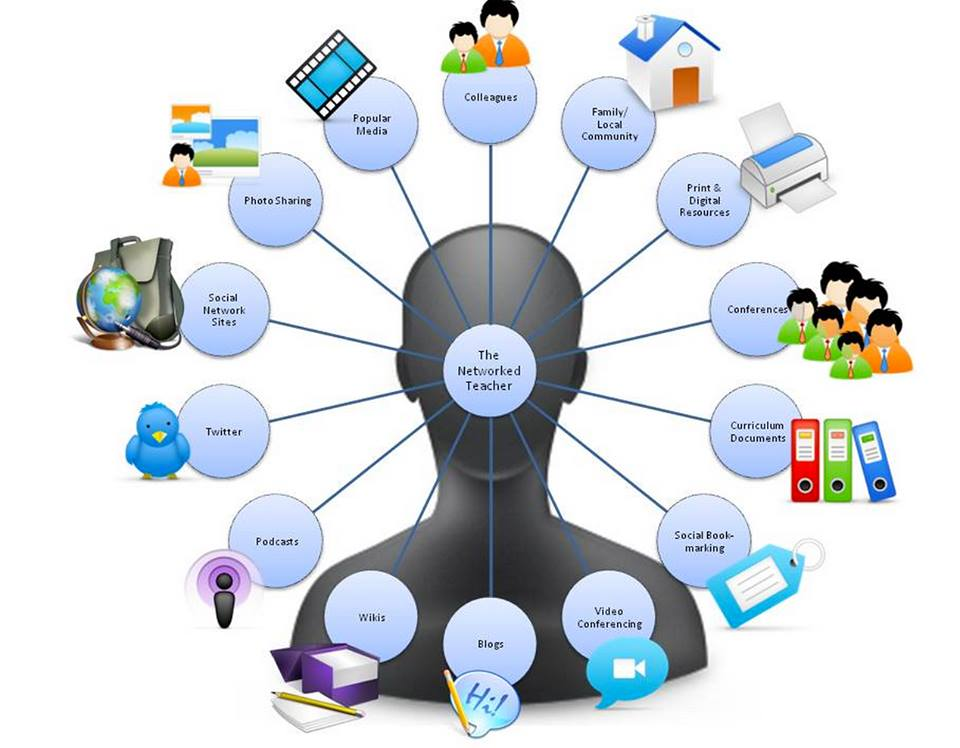 Colleagues
Family/
Local
Community
Print &
Digital
Resources
Conferences
Curriculum
Documents
Social Book-
marking
Video
Conferencing
Blogs
Hi!
Wikis
Podcasts
Twitter
Social
Network
Sites
Photo Sharing
Popular
Media
The
Networked
Teacher